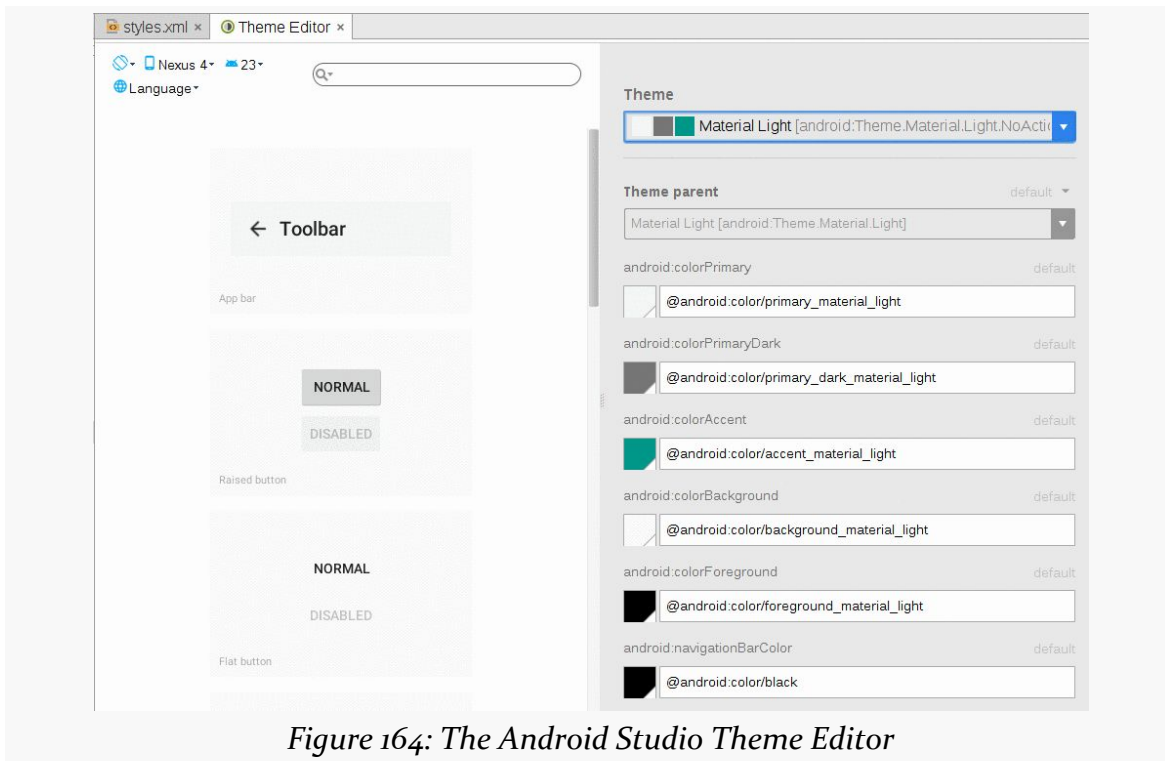 styles.xml × Theme Editor ×
Nexus 4 23
Language
Toolbar
App bar
NORMAL
DISABLED
Raised button
NORMAL
DISABLED
Flat button
Theme
Material Light [android:Theme.Material.Light.NoActi
Theme parent default
Material Light [android:Theme.Material.Light]
android:colorPrimary default
@android:color/primary_material_light
android:colorPrimaryDark default
@android:color/primary_dark_material_light
android:colorAccent default
@android:color/accent_material_light
android:colorBackground default
@android:color/background_material_light
android:colorForeground default
@android:color/foreground_material_light
android:navigationBarColor default
@android:color/black
Figure 164: The Android Studio Theme Editor